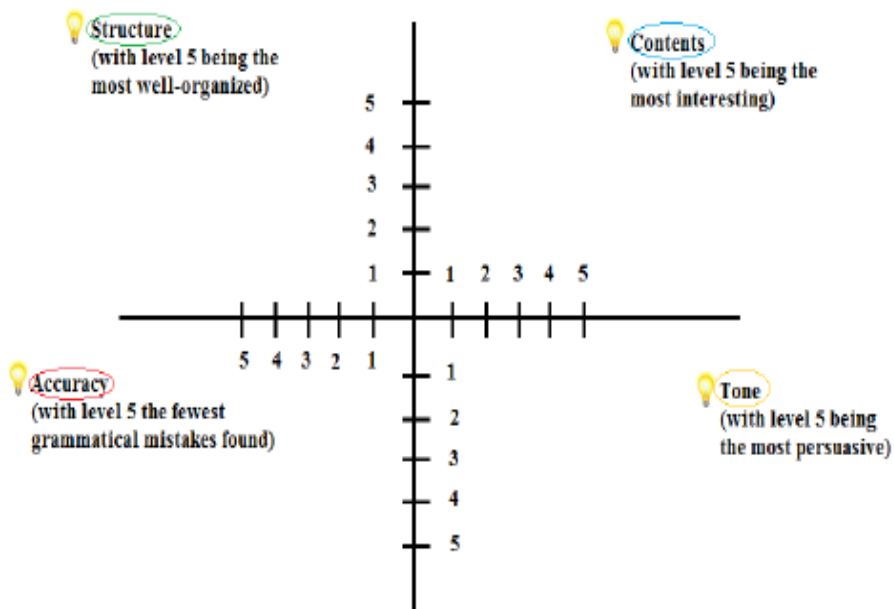 Structure
(with level 5 being the
most well-organized)
Contents
(with level 5 being the
most interesting)
5
4
3
2
1
1 2 3 4 5
5 4 3 2 1
1
2
3
4
5
Accuracy
(with level 5 the fewest
grammatical mistakes found)
Tone
(with level 5 being
the most persuasive)